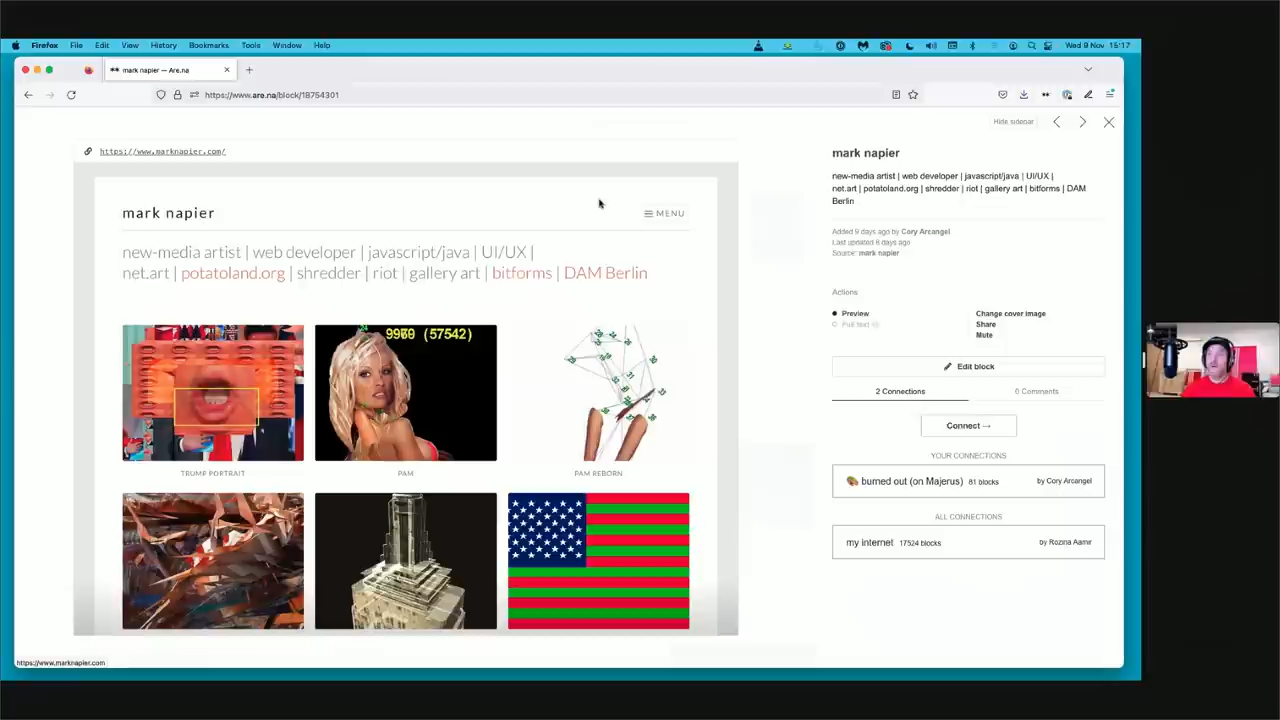 Firefox File Edit View History Bookmarks Tools Window Help Wed 9 Nov 15:17
mark napier — Are.na
https://www.are.na/block/18754301
Hide sidebar
https://www.marknapier.com/
mark napier
MENU
new-media artist | web developer | javascript/java | UI/UX |
net.art | potatoland.org | shredder | riot | gallery art | bitforms | DAM Berlin
9960 (57542)
TRUMP PORTRAIT
PAM
PAM REBORN
mark napier
new-media artist | web developer | javascript/java | UI/UX |
net.art | potatoland.org | shredder | riot | gallery art | bitforms | DAM
Berlin
Added 9 days ago by Cory Arcangel
Last updated 8 days ago
Source: mark napier
Actions
Preview
Full text
Change cover image
Share
Mute
Edit block
2 Connections
0 Comments
Connect →
YOUR CONNECTIONS
burned out (on Majerus) 81 blocks by Cory Arcangel
ALL CONNECTIONS
my internet 17524 blocks by Rozina Aamir
https://www.marknapier.com